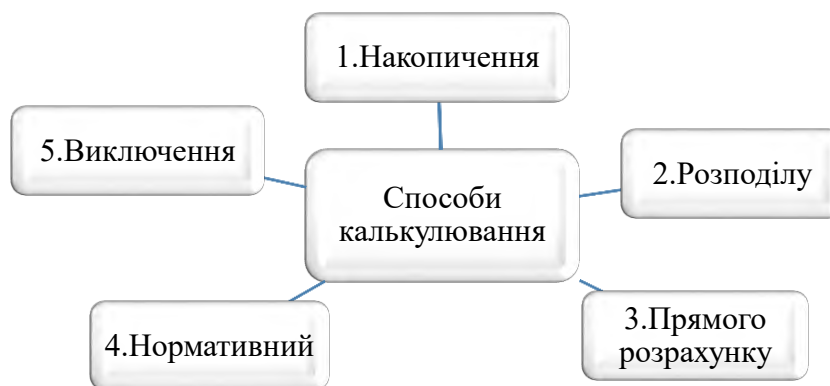 1.Накопичення
5.Виключення
2.Розподілу
Способи
калькулювання
4.Нормативний
3.Прямого
розрахунку